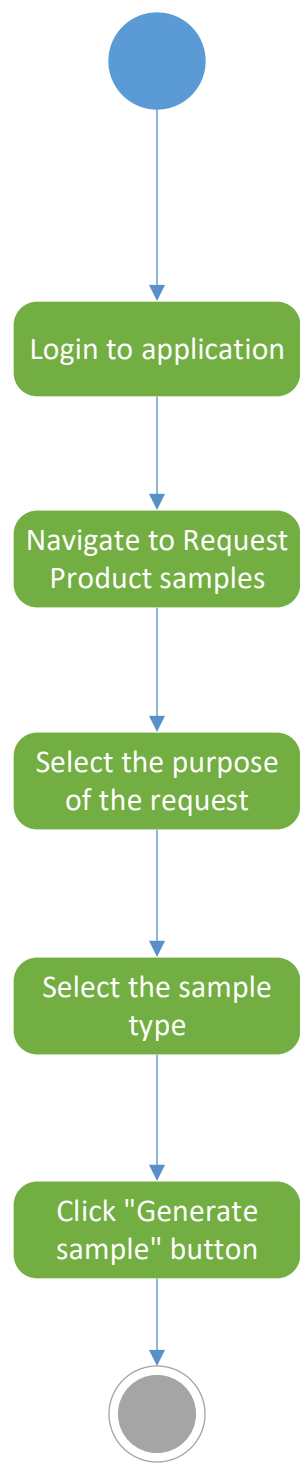 Login to application
Navigate to Request
Product samples
Select the purpose
of the request
Select the sample
type
Click "Generate
sample" button